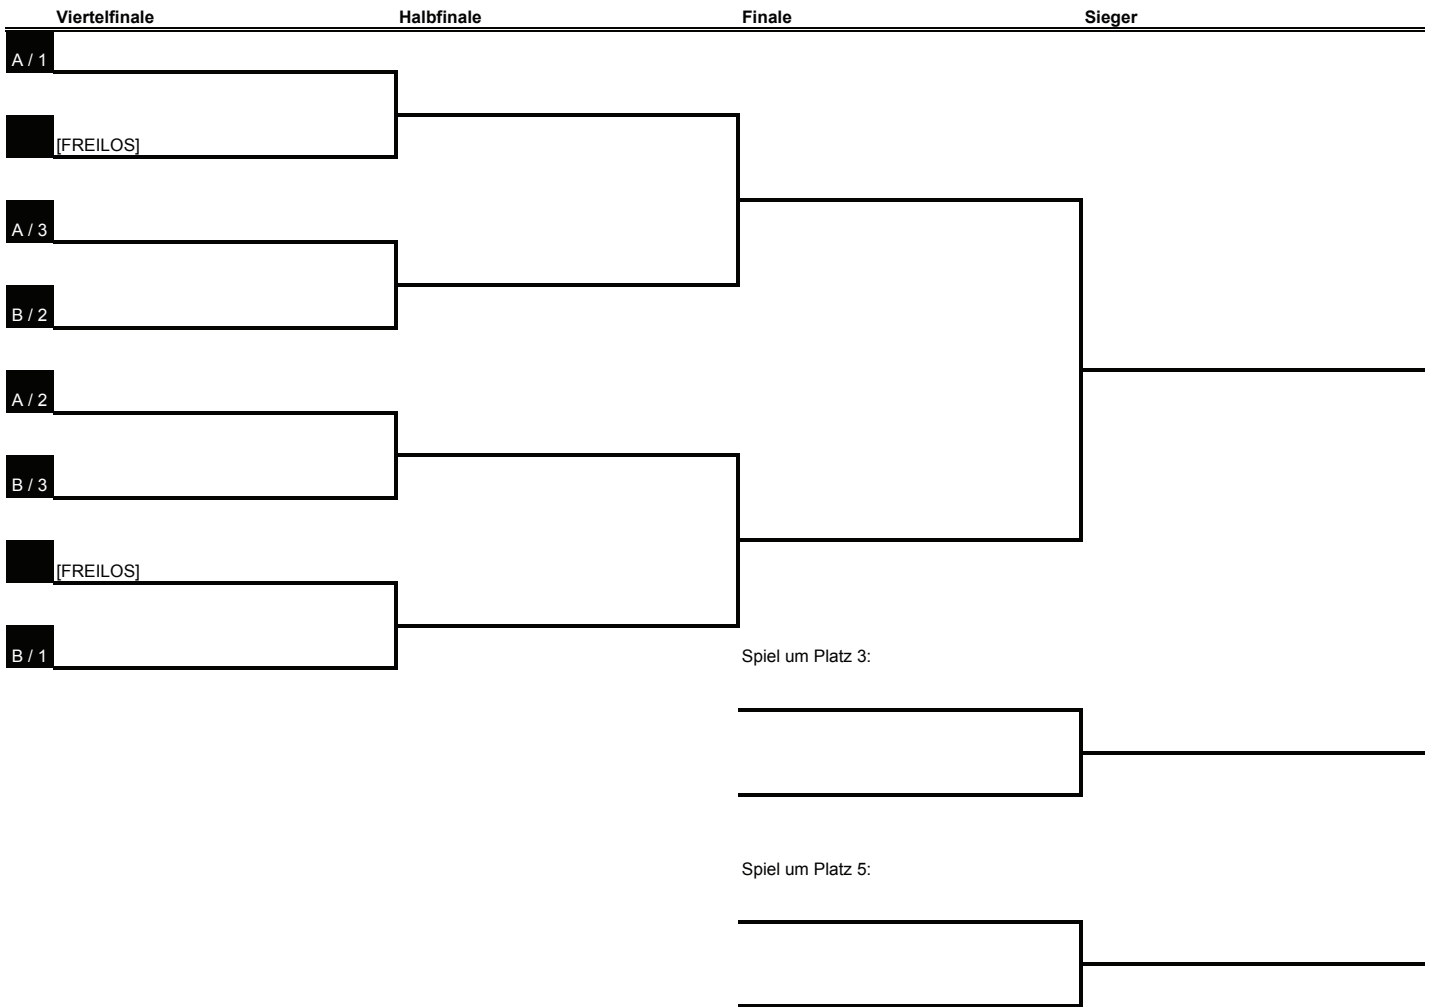 Viertelfinale Halbfinale Finale Sieger
A / 1
[FREILOS]
A / 3
B / 2
A / 2
B / 3
[FREILOS]
B / 1
Spiel um Platz 3:
Spiel um Platz 5: